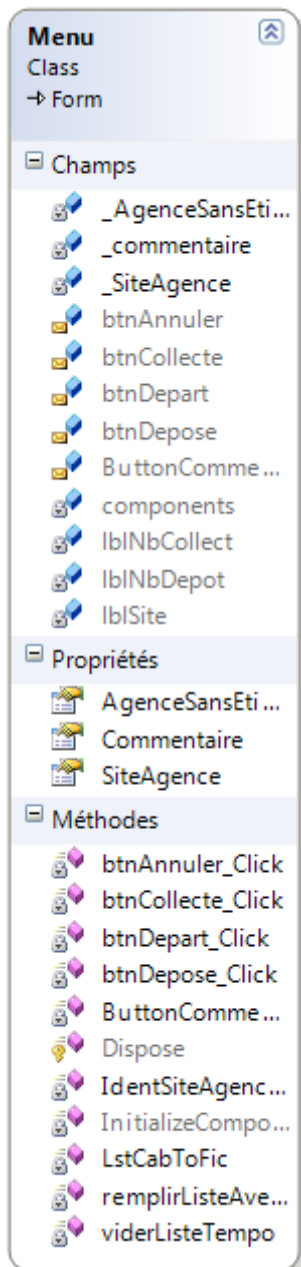 Menu
Class
Form
Champs
_AgenceSansEti...
_commentaire
_SiteAgence
btnAnnuler
btnCollecte
btnDepart
btnDepose
ButtonComme...
components
lblNbCollect
lblNbDepot
lblSite
Propriétés
AgenceSansEti...
Commentaire
SiteAgence
Méthodes
btnAnnuler_Click
btnCollecte_Click
btnDepart_Click
btnDepose_Click
ButtonComme...
Dispose
IdentSiteAgenc...
InitializeCompo...
LstCabToFic
remplirListeAve...
viderListeTempo